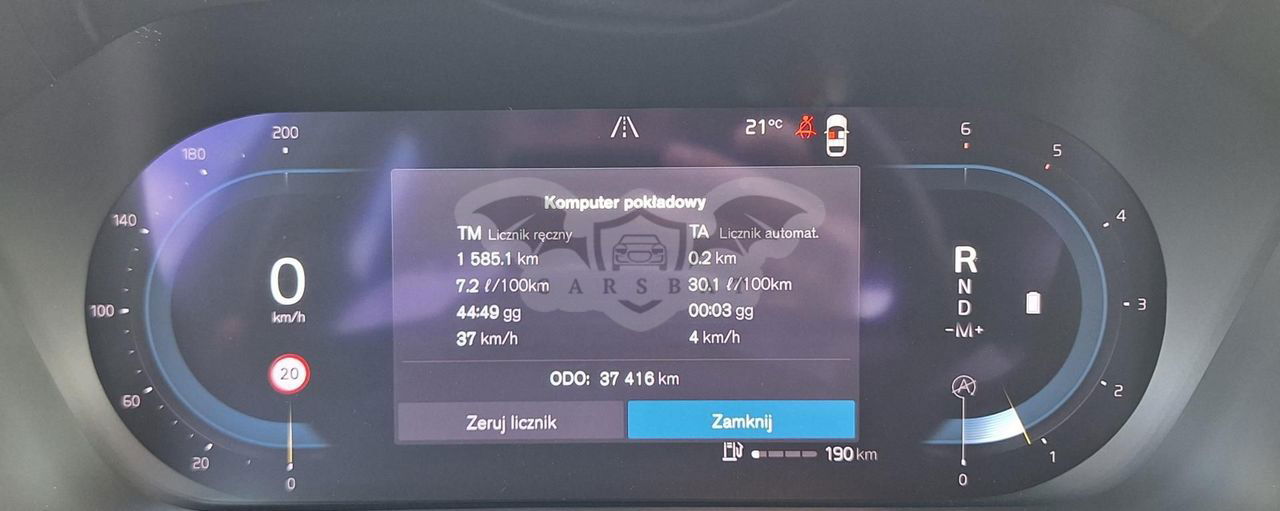 200
21°C
6
180
5
Komputer pokładowy
140
4
TM Licznik ręczny
TA Licznik automat.
1 585.1 km
0.2 km
R
7.2 ℓ/100km
30.1 ℓ/100km
CARSBA
0
N
100
44:49 gg
00:03 gg
D
3
km/h
-M+
37 km/h
4 km/h
20
ODO: 37 416 km
A
60
2
Zeruj licznik
Zamknij
20
190 km
1
0
0